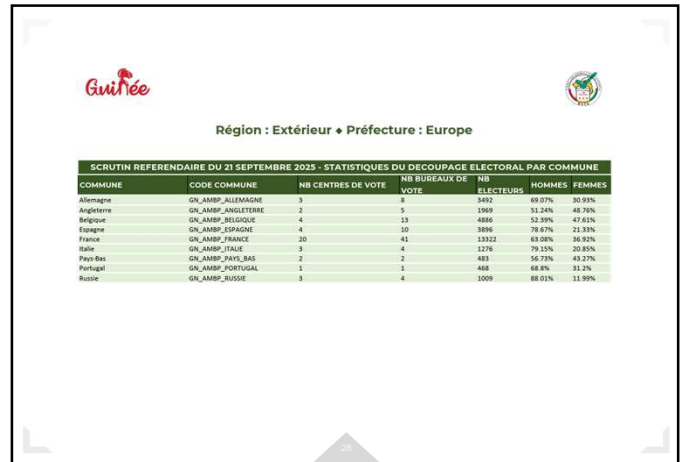 Guinée
Région : Extérieur ♦ Préfecture : Europe
SCRUTIN REFERENDAIRE DU 21 SEPTEMBRE 2025 - STATISTIQUES DU DECOUPAGE ELECTORAL PAR COMMUNE
COMMUNE CODE COMMUNE NB CENTRES DE VOTE NB BUREAUX DE VOTE NB ELECTEURS HOMMES FEMMES
Allemagne GN_AMBP_ALLEMAGNE 3 8 3492 69.07% 30.93%
Angleterre GN_AMBP_ANGLETERRE 2 5 1969 51.24% 48.76%
Belgique GN_AMBP_BELGIQUE 4 13 4886 52.39% 47.61%
Espagne GN_AMBP_ESPAGNE 4 10 3896 78.67% 21.33%
France GN_AMBP_FRANCE 20 41 13322 63.08% 36.92%
Italie GN_AMBP_ITALIE 3 4 1276 79.15% 20.85%
Pays-Bas GN_AMBP_PAYS_BAS 2 2 483 56.73% 43.27%
Portugal GN_AMBP_PORTUGAL 1 1 468 68.8% 31.2%
Russie GN_AMBP_RUSSIE 3 4 1009 88.01% 11.99%
28